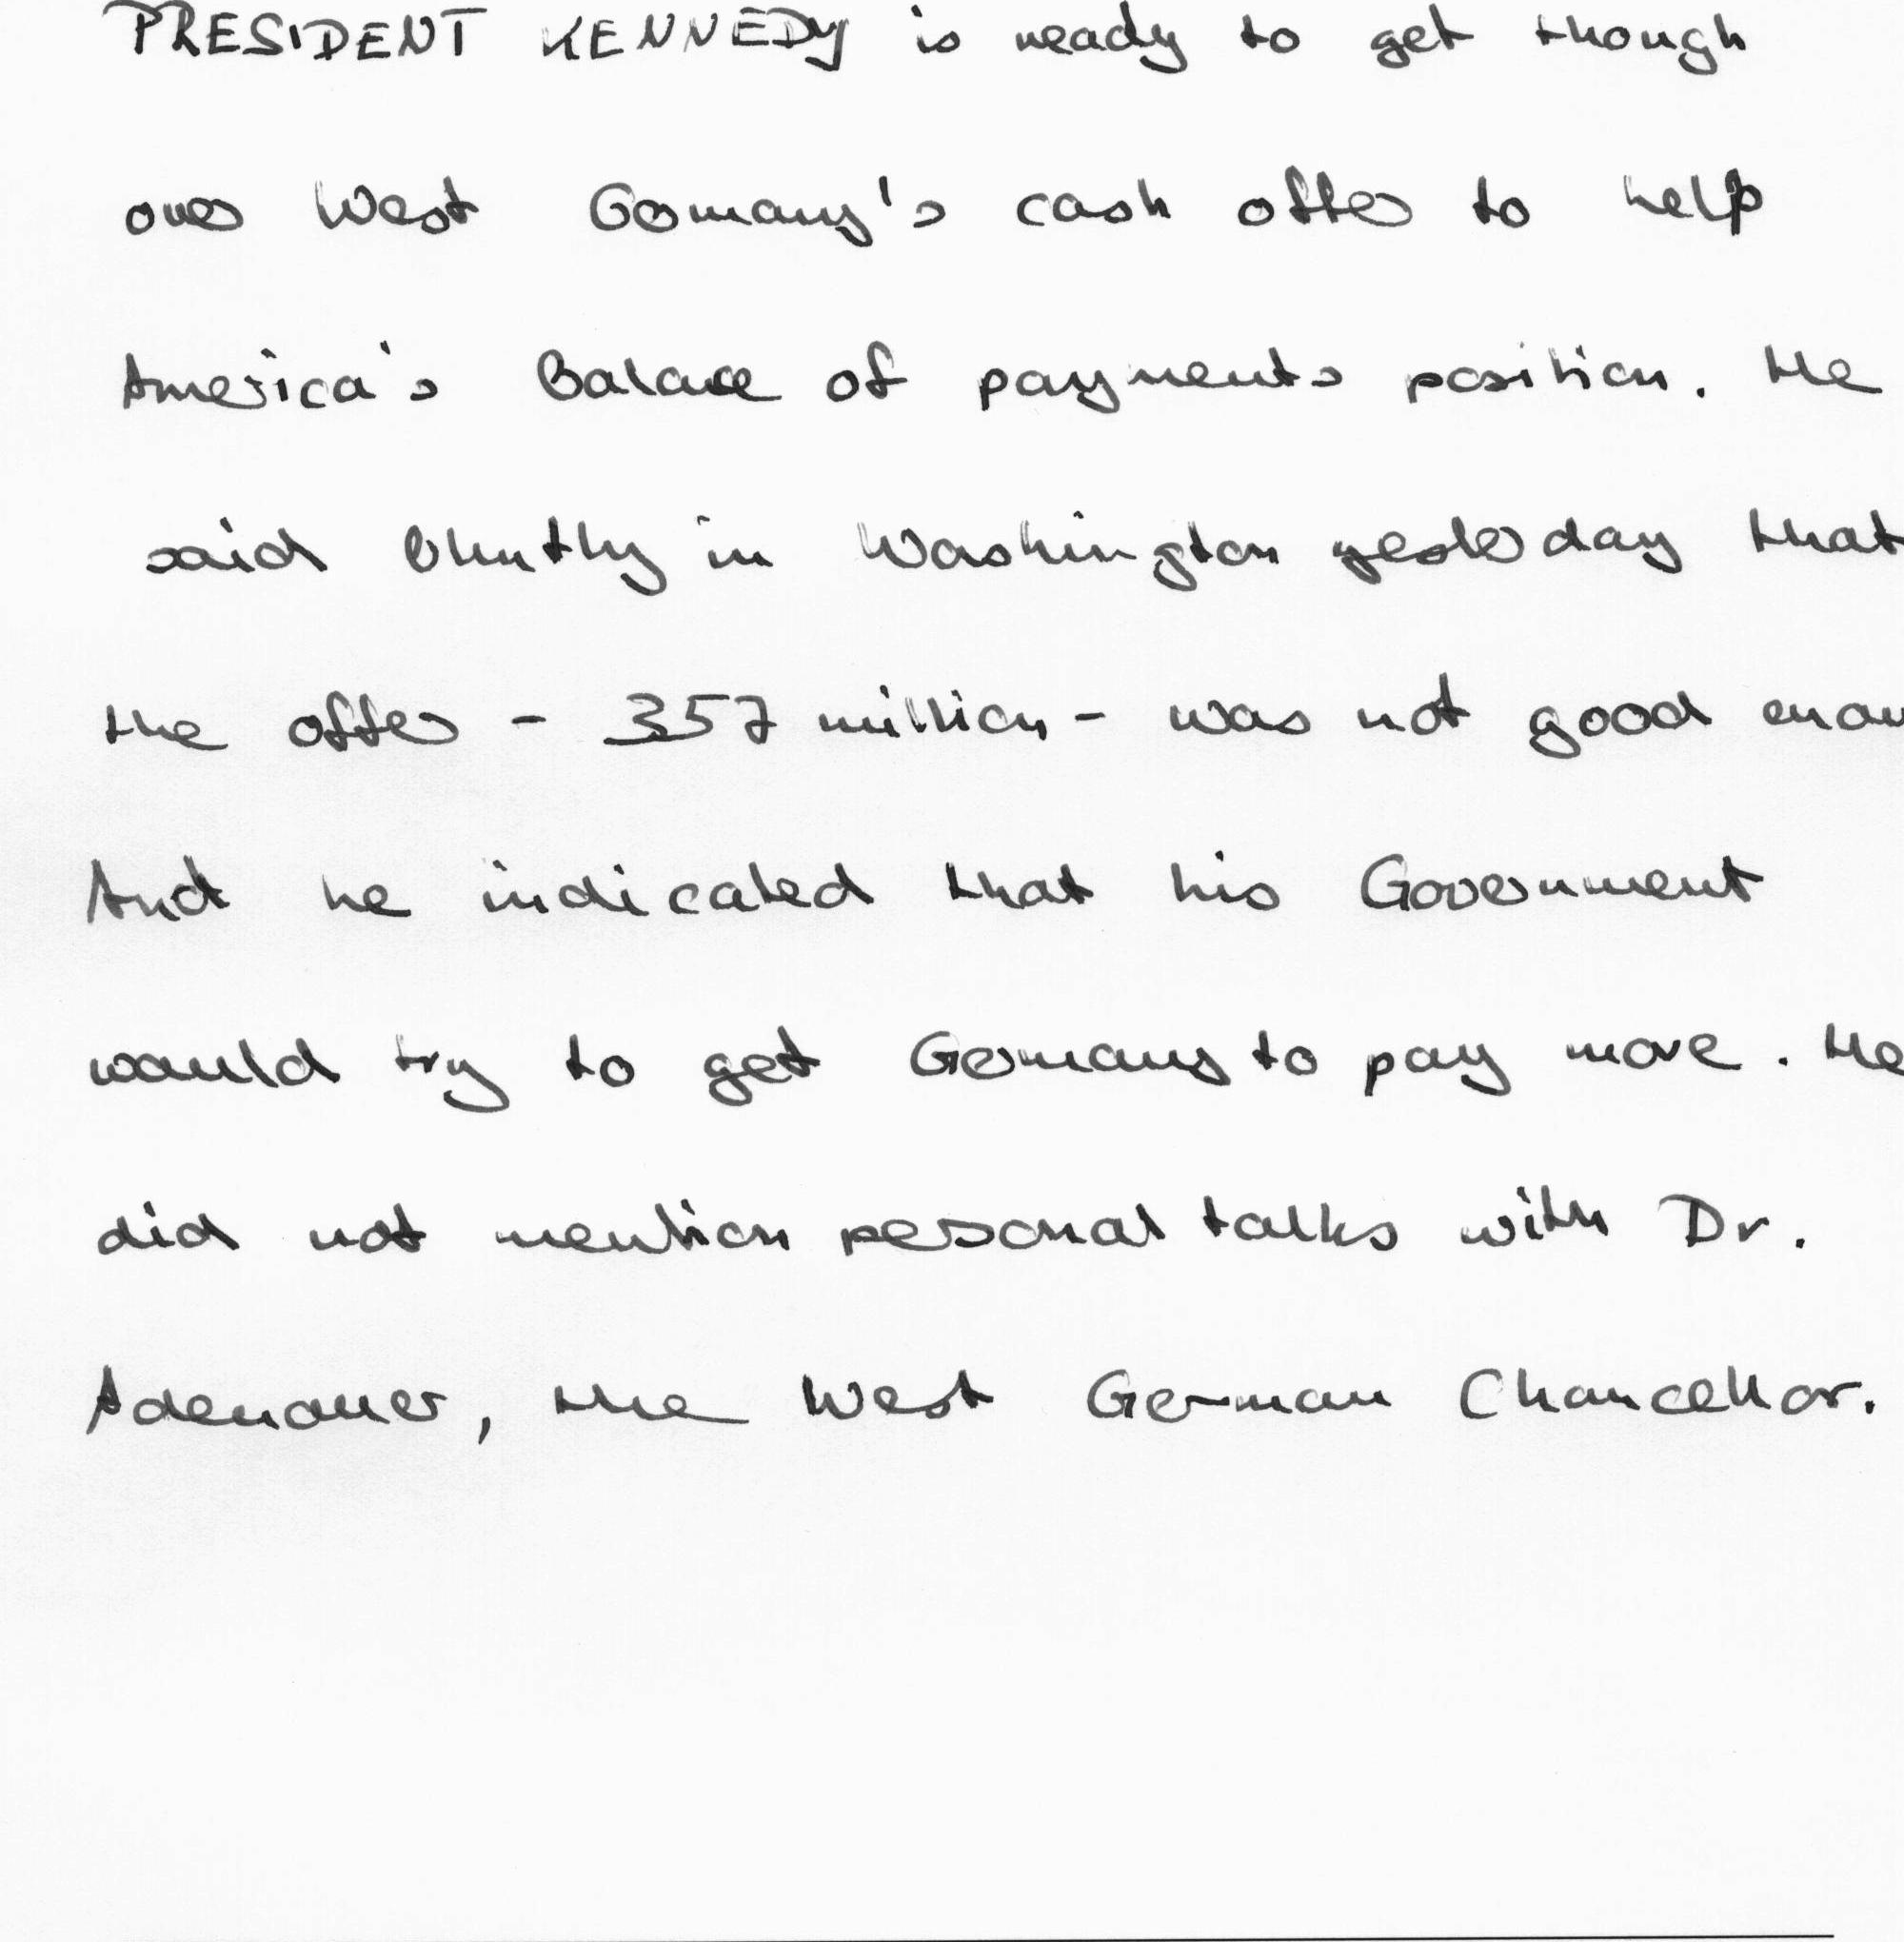 PRESIDENT KENNEDY is ready to get though
over West Germany's cash offer to help
America's Balance of payments position. He
said bluntly in Washington yesterday that
the offer - 357 million - was not good enou
And he indicated that his Government
would try to get Germany to pay more. He
did not mention personal talks with Dr.
Adenauer, the West German Chancellor.